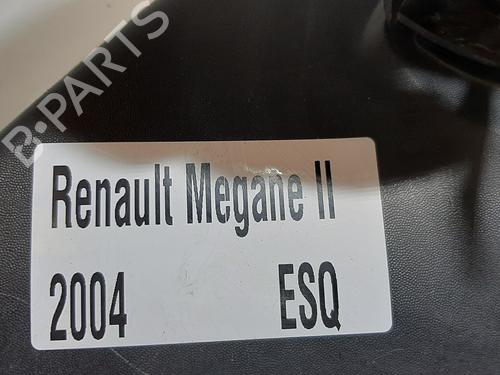 B-PARTS
Renault Megane II
2004 ESQ